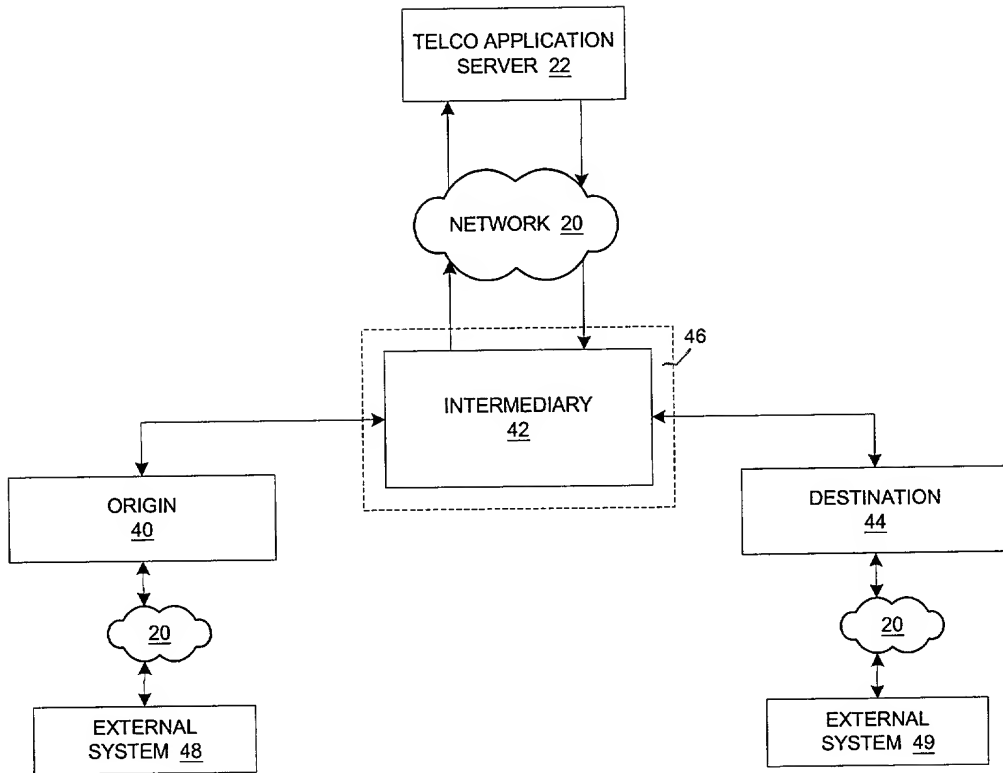 TELCO APPLICATION
SERVER 22
NETWORK 20
46
INTERMEDIARY
42
ORIGIN
40
DESTINATION
44
20
20
EXTERNAL
SYSTEM 48
EXTERNAL
SYSTEM 49